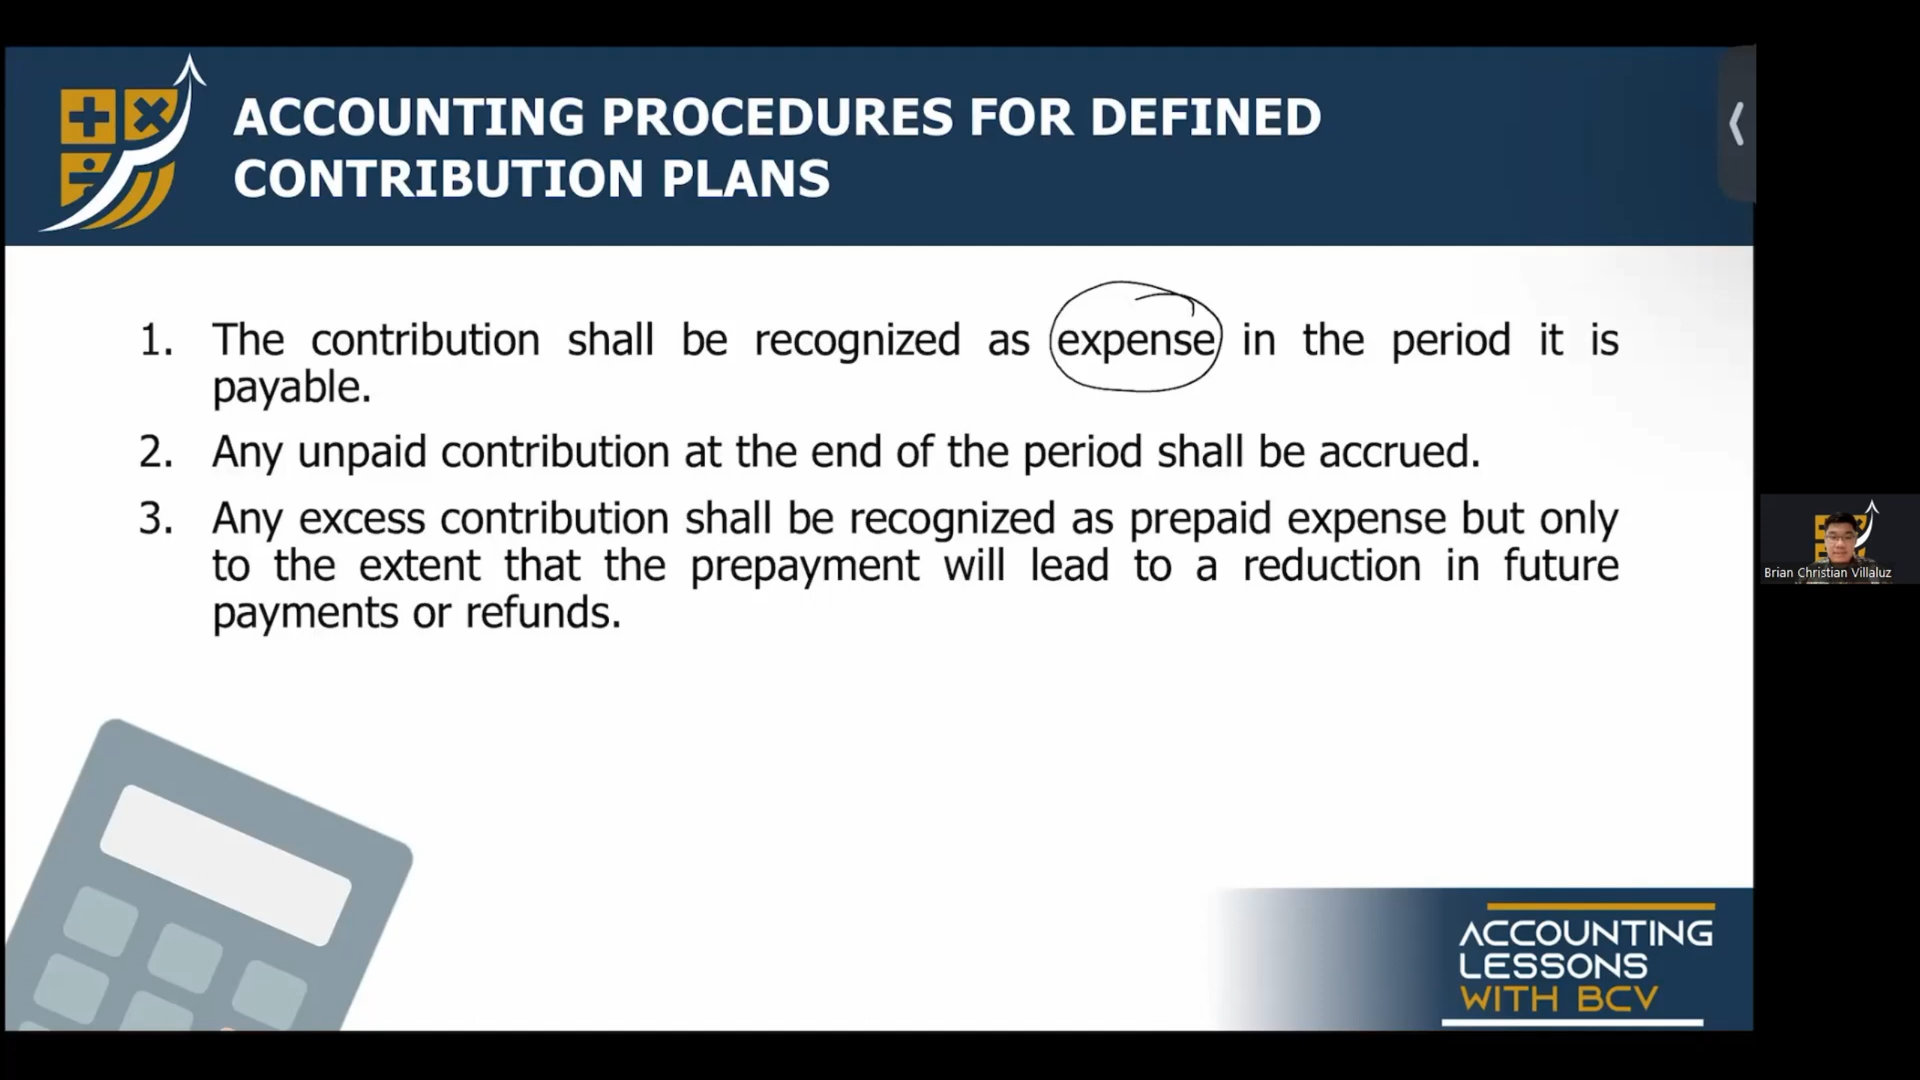 ACCOUNTING PROCEDURES FOR DEFINED
CONTRIBUTION PLANS
1. The contribution shall be recognized as expense in the period it is
payable.
2. Any unpaid contribution at the end of the period shall be accrued.
3. Any excess contribution shall be recognized as prepaid expense but only
to the extent that the prepayment will lead to a reduction in future
payments or refunds.
Brian Christian Villaluz
ACCOUNTING
LESSONS
WITH BCV